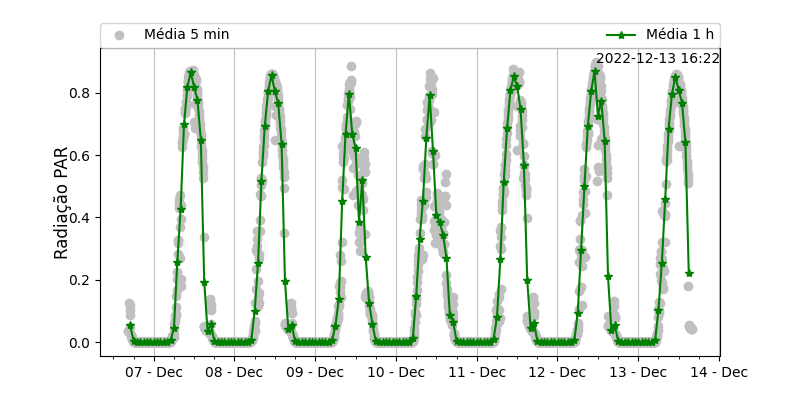 Média 5 min
Média 1 h
2022-12-13 16:22
Radiação PAR
0.8
0.6
0.4
0.2
0.0
07 - Dec
08 - Dec
09 - Dec
10 - Dec
11 - Dec
12 - Dec
13 - Dec
14 - Dec